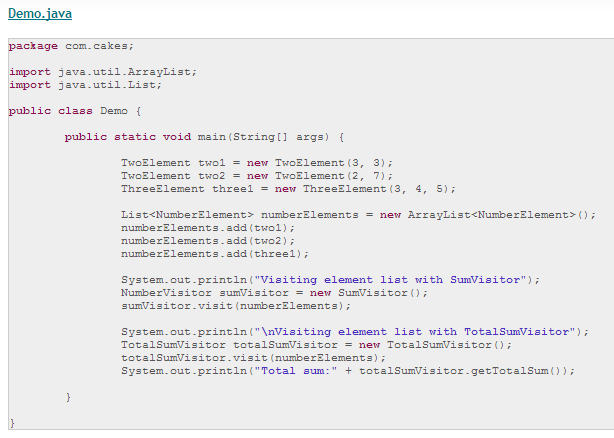 Demo.java
package com.cakes;
import java.util.ArrayList;
import java.util.List;
public class Demo {
public static void main(String[] args) {
TwoElement two1 = new TwoElement(3, 3);
TwoElement two2 = new TwoElement(2, 7);
ThreeElement three1 = new ThreeElement(3, 4, 5);
List<NumberElement> numberElements = new ArrayList<NumberElement>();
numberElements.add(two1);
numberElements.add(two2);
numberElements.add(three1);
System.out.println("Visiting element list with SumVisitor");
NumberVisitor sumVisitor = new SumVisitor();
sumVisitor.visit(numberElements);
System.out.println("\nVisiting element list with TotalSumVisitor");
TotalSumVisitor totalSumVisitor = new TotalSumVisitor();
totalSumVisitor.visit(numberElements);
System.out.println("Total sum:" + totalSumVisitor.getTotalSum());
}
}